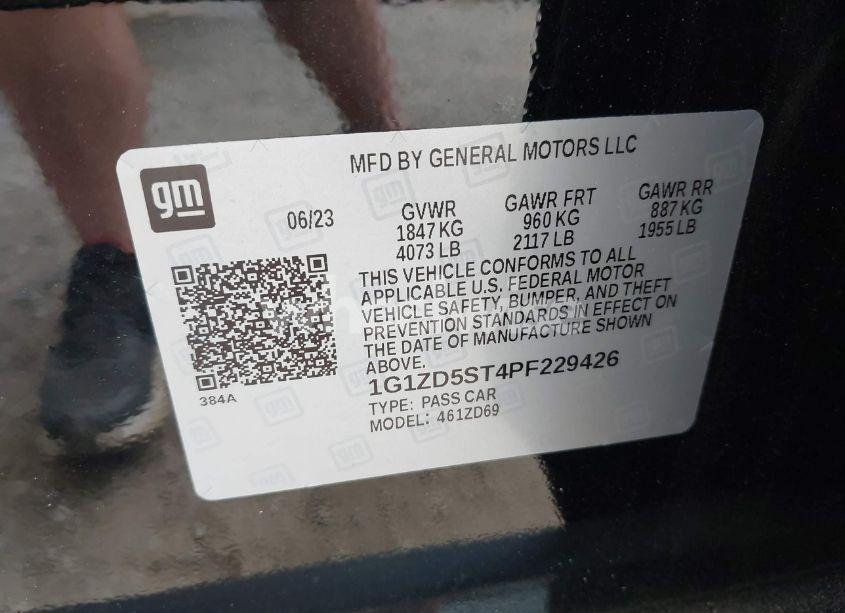 MFD BY GENERAL MOTORS LLC
gm
06/23
GVWR
1847 KG
4073 LB
GAWR FRT
960 KG
2117 LB
GAWR RR
887 KG
1955 LB
THIS VEHICLE CONFORMS TO ALL
APPLICABLE U.S. FEDERAL MOTOR
VEHICLE SAFETY, BUMPER, AND THEFT
PREVENTION STANDARDS IN EFFECT ON
THE DATE OF MANUFACTURE SHOWN
ABOVE.
1G1ZD5ST4PF229426
TYPE: PASS CAR
MODEL: 461ZD69
384A